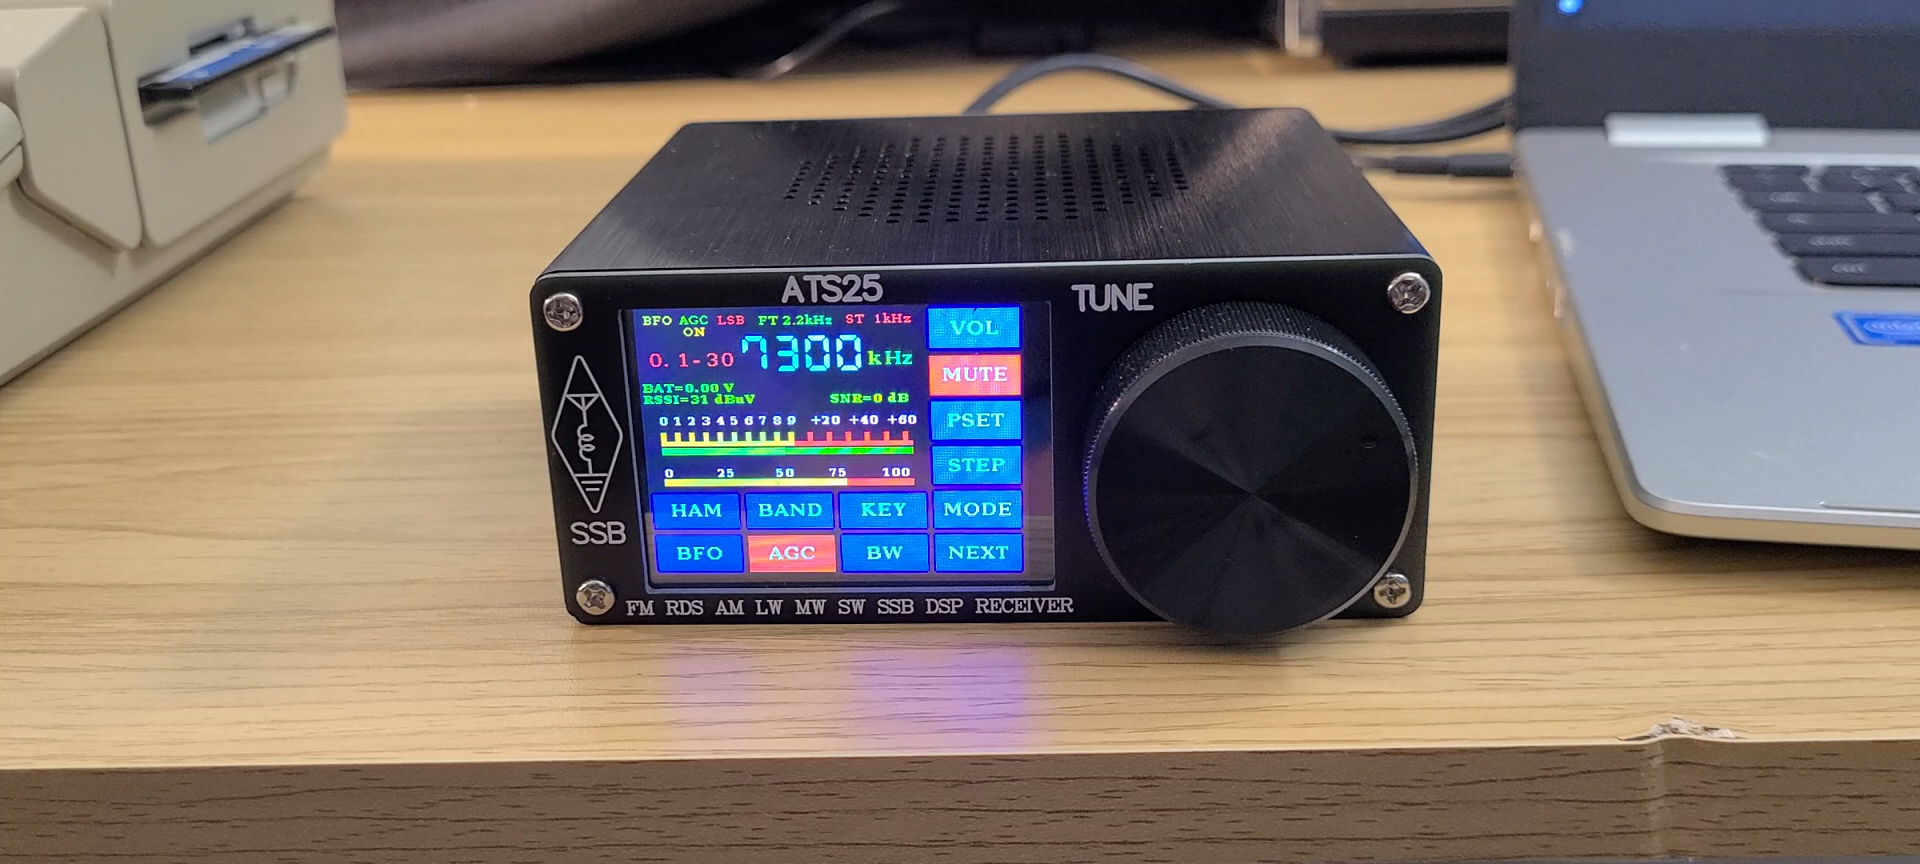 ATS25
TUNE
BFO AGC LSB FT 2.2kHz ST 1kHz
ON
0.1-30 7300 kHz
BAT=0.00 V
RSSI=31 dBuV SNR=0 dB
0 1 2 3 4 5 6 7 8 9 +20 +40 +60
0 25 50 75 100
VOL
MUTE
PSET
STEP
HAM BAND KEY MODE
BFO AGC BW NEXT
SSB
FM RDS AM LW MW SW SSB DSP RECEIVER